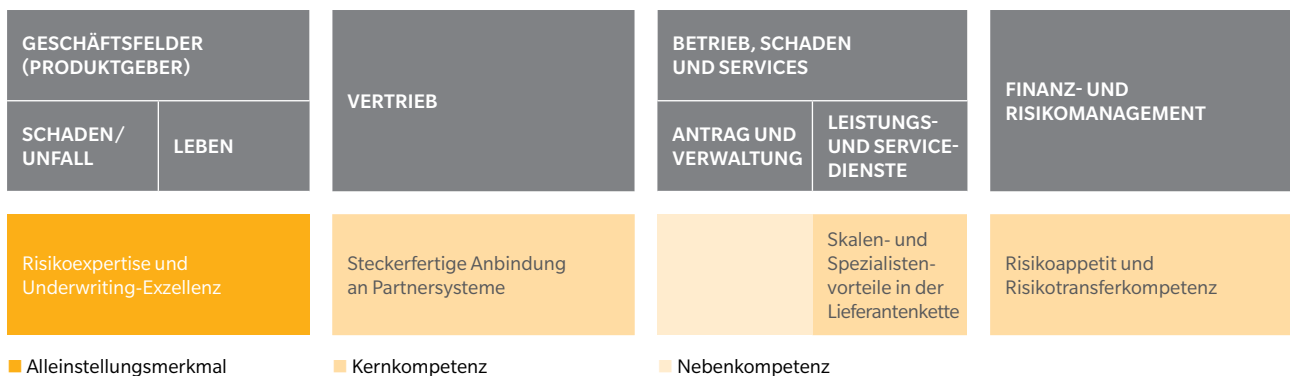 GESCHÄFTSFELDER
(PRODUKTGEBER)
SCHADEN/
UNFALL
LEBEN
VERTRIEB
BETRIEB, SCHADEN
UND SERVICES
ANTRAG UND
VERWALTUNG
LEISTUNGS-
UND SERVICE-
DIENSTE
FINANZ- UND
RISIKOMANAGEMENT
Risikoexpertise und
Underwriting-Exzellenz
Steckerfertige Anbindung
an Partnersysteme
Skalen- und
Spezialisten-
vorteile in der
Lieferantenkette
Risikoappetit und
Risikotransferkompetenz
Alleinstellungsmerkmal
Kernkompetenz
Nebenkompetenz